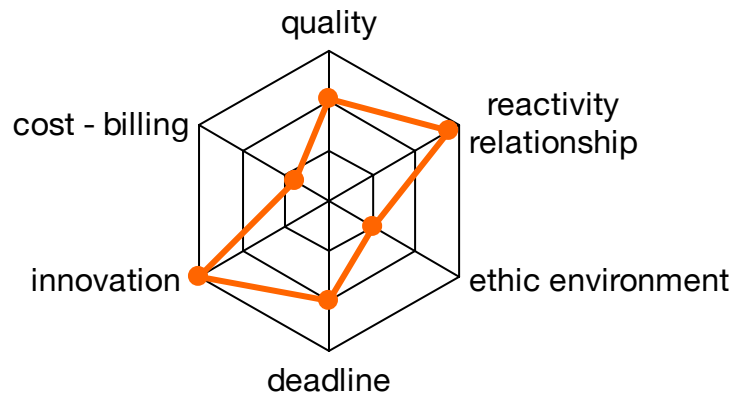 quality
reactivity
relationship
cost - billing
innovation
ethic environment
deadline